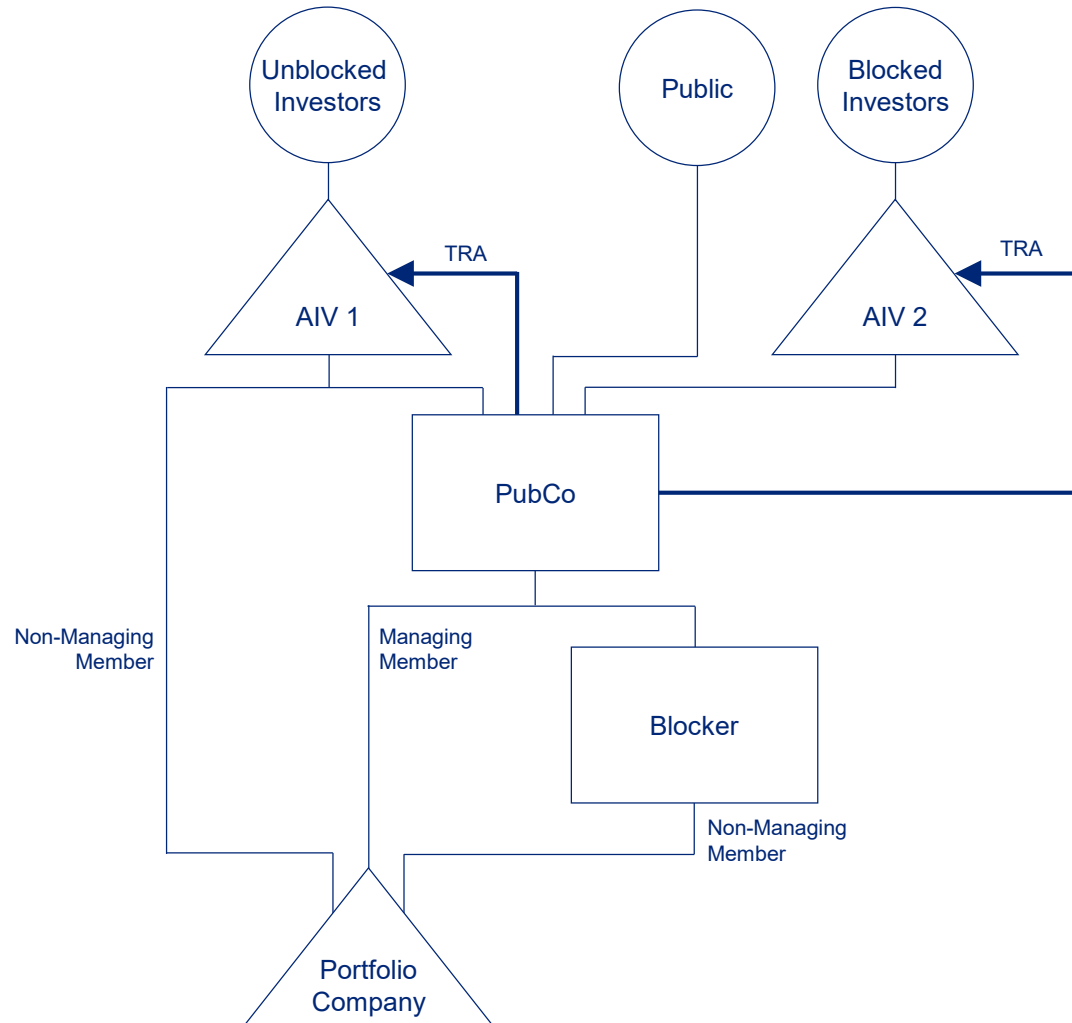 Unblocked
Investors
Public
Blocked
Investors
TRA
TRA
AIV 1
AIV 2
PubCo
Non-Managing
Member
Managing
Member
Blocker
Non-Managing
Member
Portfolio
Company